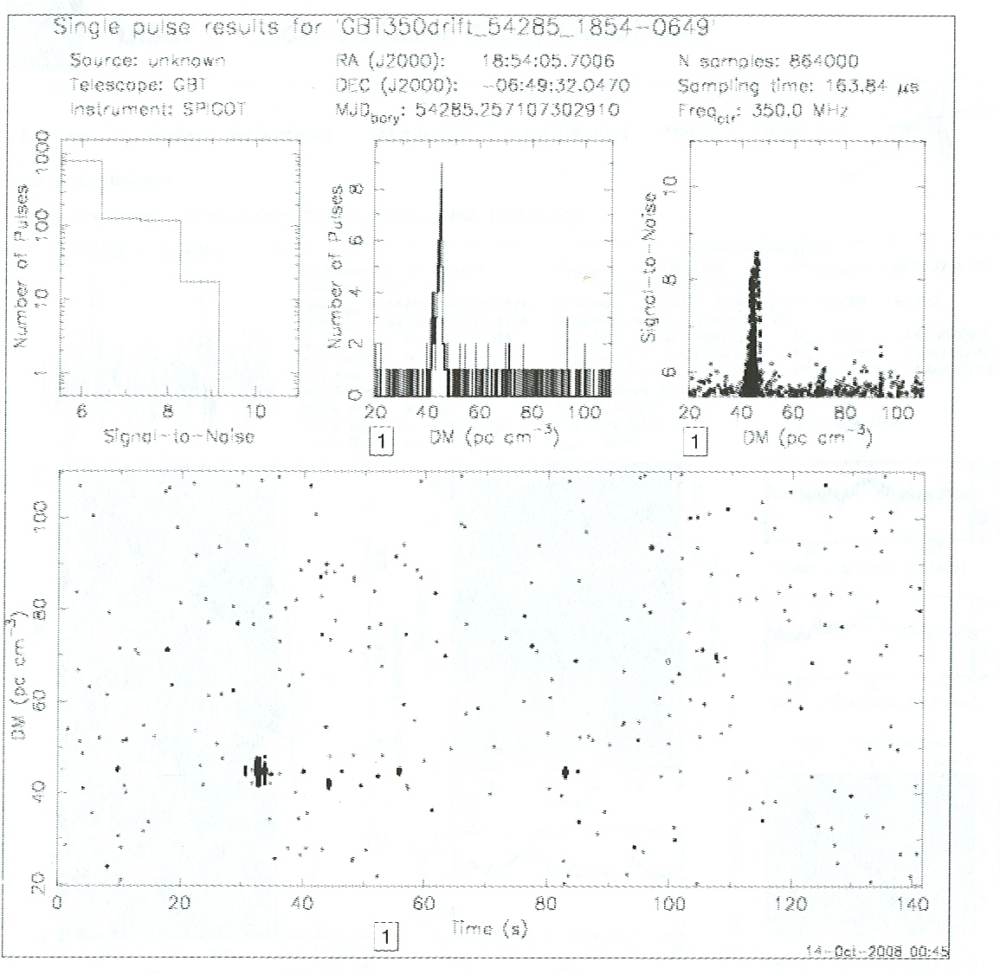 Single pulse results for 'GBT350drift_54285_1854-0649'
Source: unknown RA (J2000): 18:54:05.7006 N samples: 864000
Telescope: GBT DEC (J2000): -06:49:32.0470 Sampling time: 163.84 μs
Instrument: SPICOT MJD_bary: 54285.257107302910 Freq_ctr: 350.0 MHz
Number of Pulses
1000
100
10
1
6 8 10
Signal-to-Noise
Number of Pulses
8
6
4
2
0
20 40 60 80 100
1 DM (pc cm^-3)
Signal-to-Noise
10
8
6
20 40 60 80 100
1 DM (pc cm^-3)
DM (pc cm^-3)
100
80
60
40
20
0 20 40 60 80 100 120 140
1 Time (s)
14-Oct-2008 00:45